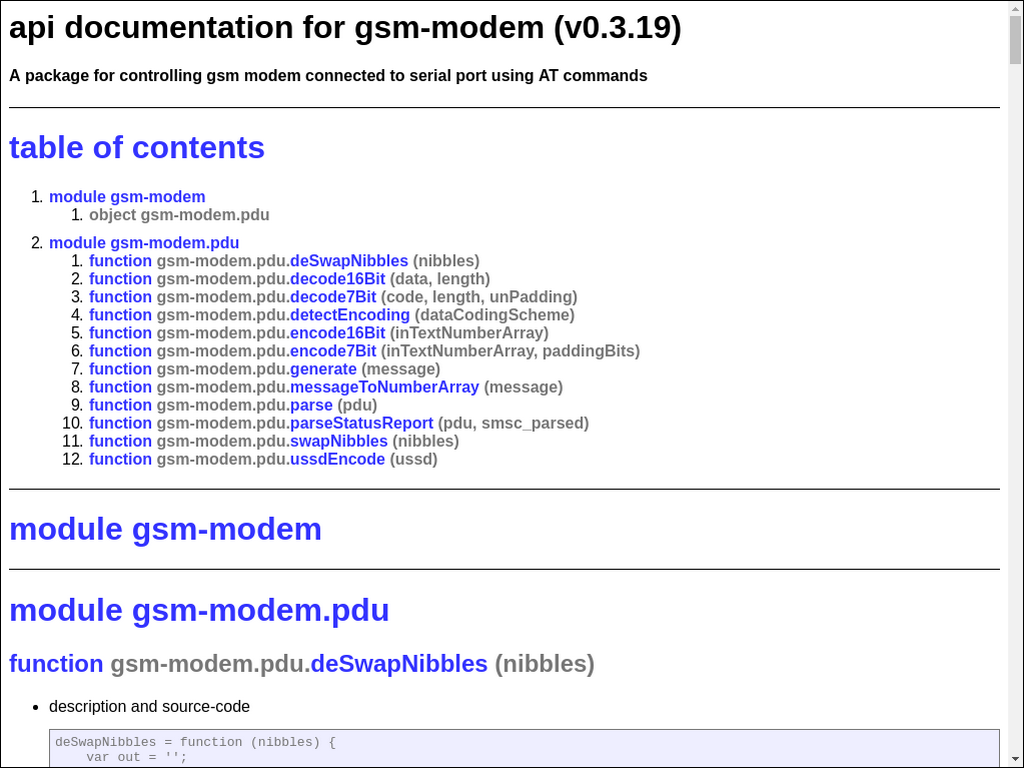 api documentation for gsm-modem (v0.3.19)
A package for controlling gsm modem connected to serial port using AT commands
table of contents
1. module gsm-modem
1. object gsm-modem.pdu
2. module gsm-modem.pdu
1. function gsm-modem.pdu.deSwapNibbles (nibbles)
2. function gsm-modem.pdu.decode16Bit (data, length)
3. function gsm-modem.pdu.decode7Bit (code, length, unPadding)
4. function gsm-modem.pdu.detectEncoding (dataCodingScheme)
5. function gsm-modem.pdu.encode16Bit (inTextNumberArray)
6. function gsm-modem.pdu.encode7Bit (inTextNumberArray, paddingBits)
7. function gsm-modem.pdu.generate (message)
8. function gsm-modem.pdu.messageToNumberArray (message)
9. function gsm-modem.pdu.parse (pdu)
10. function gsm-modem.pdu.parseStatusReport (pdu, smsc_parsed)
11. function gsm-modem.pdu.swapNibbles (nibbles)
12. function gsm-modem.pdu.ussdEncode (ussd)
module gsm-modem
module gsm-modem.pdu
function gsm-modem.pdu.deSwapNibbles (nibbles)
• description and source-code
deSwapNibbles = function (nibbles) {
var out = '';